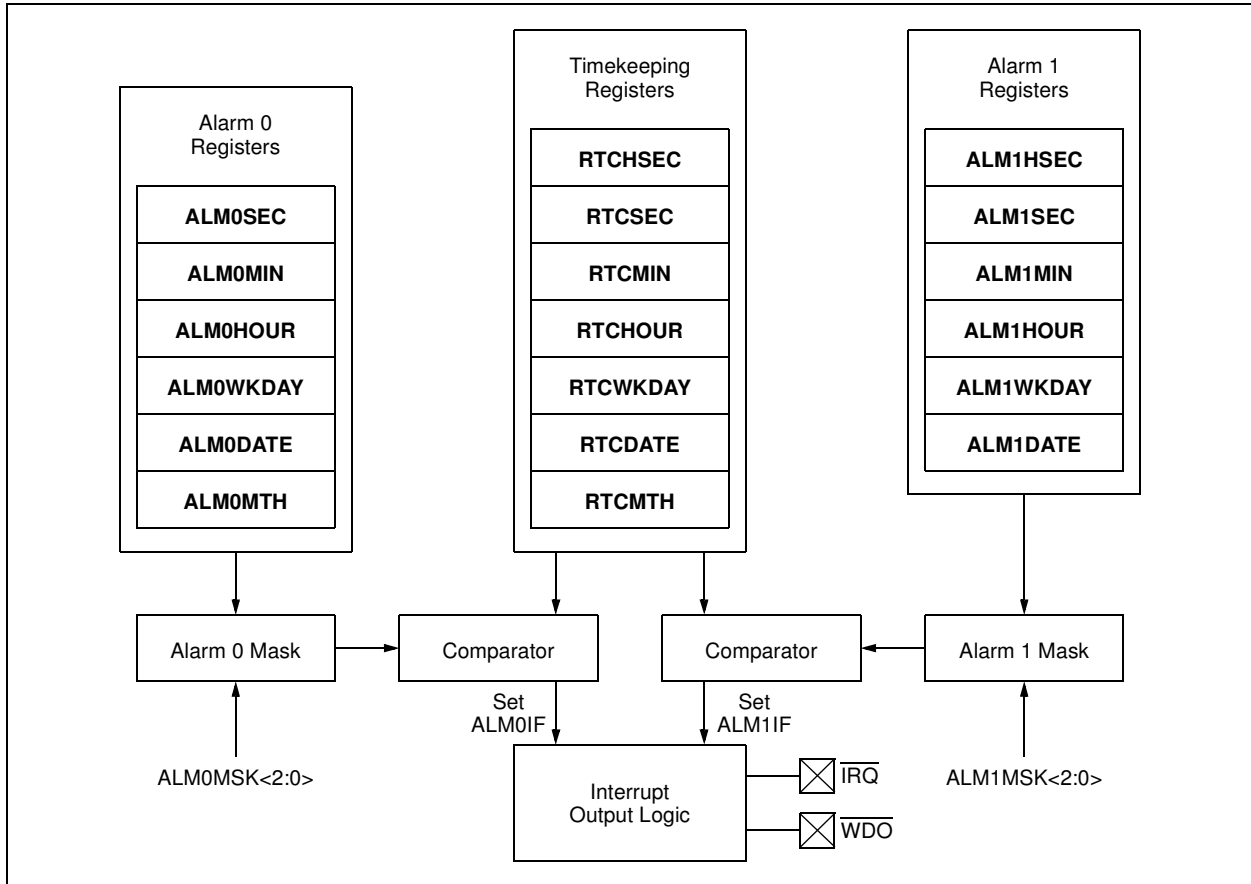 Alarm 0
Registers
ALM0SEC
ALM0MIN
ALM0HOUR
ALM0WKDAY
ALM0DATE
ALM0MTH
Timekeeping
Registers
RTCHSEC
RTCSEC
RTCMIN
RTCHOUR
RTCWKDAY
RTCDATE
RTCMTH
Alarm 1
Registers
ALM1HSEC
ALM1SEC
ALM1MIN
ALM1HOUR
ALM1WKDAY
ALM1DATE
Alarm 0 Mask
Comparator
Comparator
Alarm 1 Mask
Set
ALM0IF
Set
ALM1IF
ALM0MSK<2:0>
Interrupt
Output Logic
IRQ
WDO
ALM1MSK<2:0>